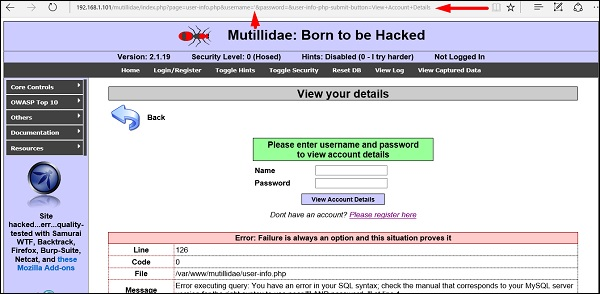 192.168.1.101/mutillidae/index.php?page=user-info.php&username='&password=&user-info-php-submit-button=View+Account+Details
Mutillidae: Born to be Hacked
Version: 2.1.19 Security Level: 0 (Hosed) Hints: Disabled (0 - I try harder) Not Logged In
Home Login/Register Toggle Hints Toggle Security Reset DB View Log View Captured Data
Core Controls
OWASP Top 10
Others
Documentation
Resources
Site
hacked...err...quality-
tested with Samurai
WTF, Backtrack,
Firefox, Burp-Suite,
Netcat, and these
Mozilla Add-ons
View your details
Back
Please enter username and password
to view account details
Name
Password
View Account Details
Dont have an account? Please register here
Error: Failure is always an option and this situation proves it
Line 126
Code 0
File /var/www/mutillidae/user-info.php
Message Error executing query: You have an error in your SQL syntax; check the manual that corresponds to your MySQL server